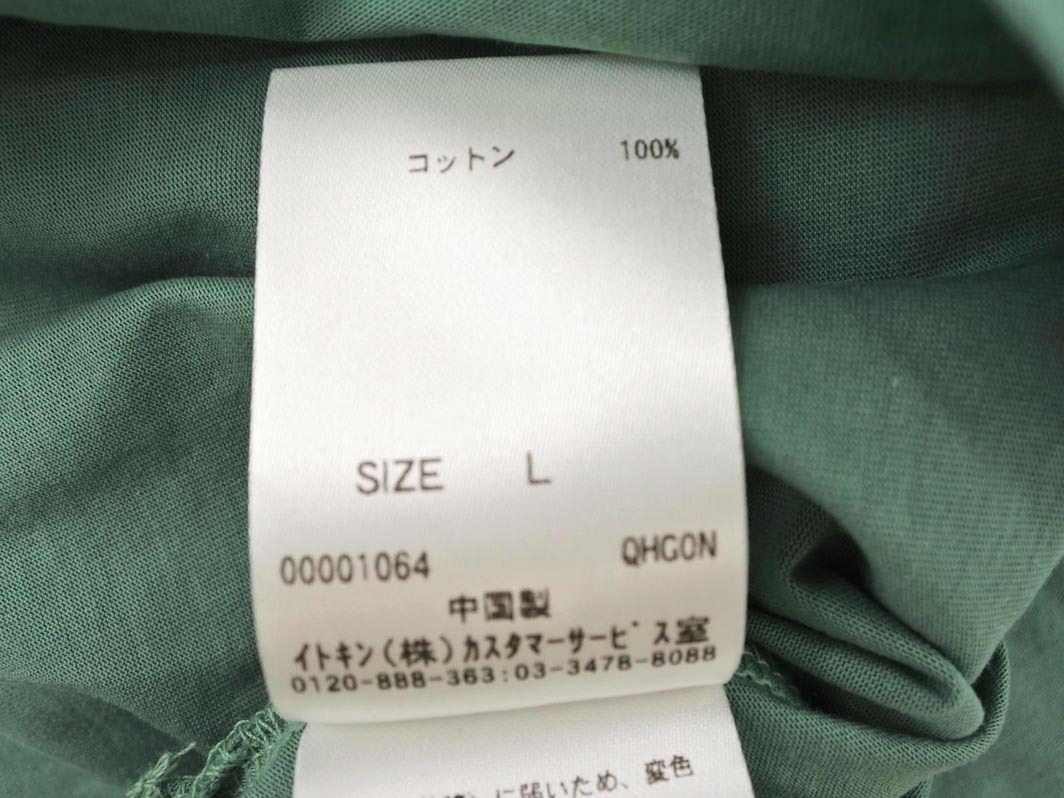 コットン 100%
SIZE L
00001064 QHG0N
中国製
イトキン(株)カスタマーサービス室
0120-888-363:03-3478-8088
に弱いため、変色